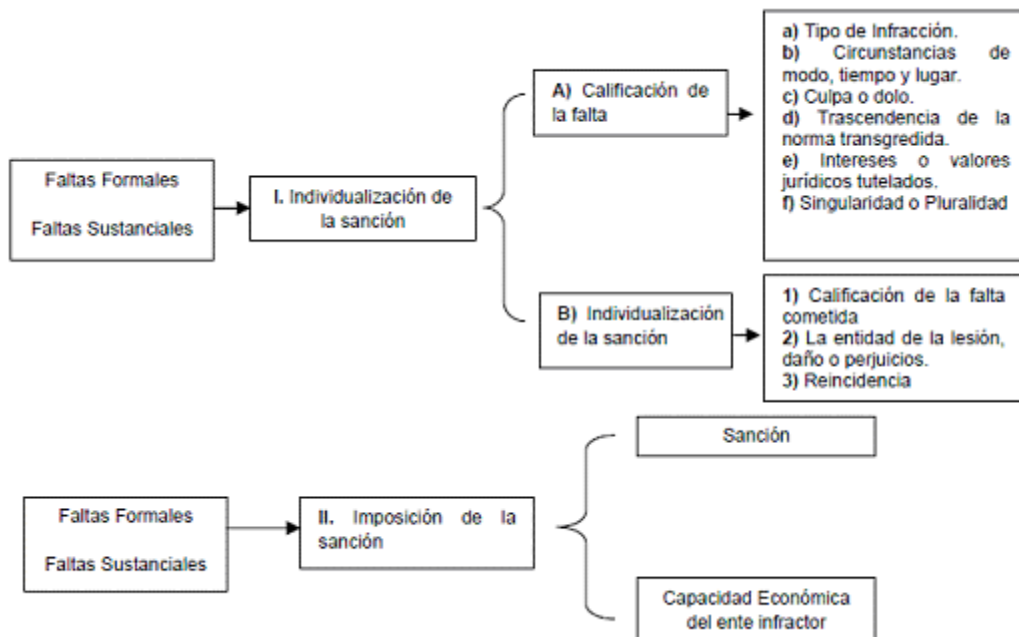 Faltas Formales
Faltas Sustanciales
I. Individualización de
la sanción
A) Calificación de
la falta
a) Tipo de Infracción.
b) Circunstancias de
modo, tiempo y lugar.
c) Culpa o dolo.
d) Trascendencia de la
norma transgredida.
e) Intereses o valores
jurídicos tutelados.
f) Singularidad o Pluralidad
B) Individualización
de la sanción
1) Calificación de la falta
cometida
2) La entidad de la lesión,
daño o perjuicios.
3) Reincidencia
Faltas Formales
Faltas Sustanciales
II. Imposición de la
sanción
Sanción
Capacidad Económica
del ente infractor